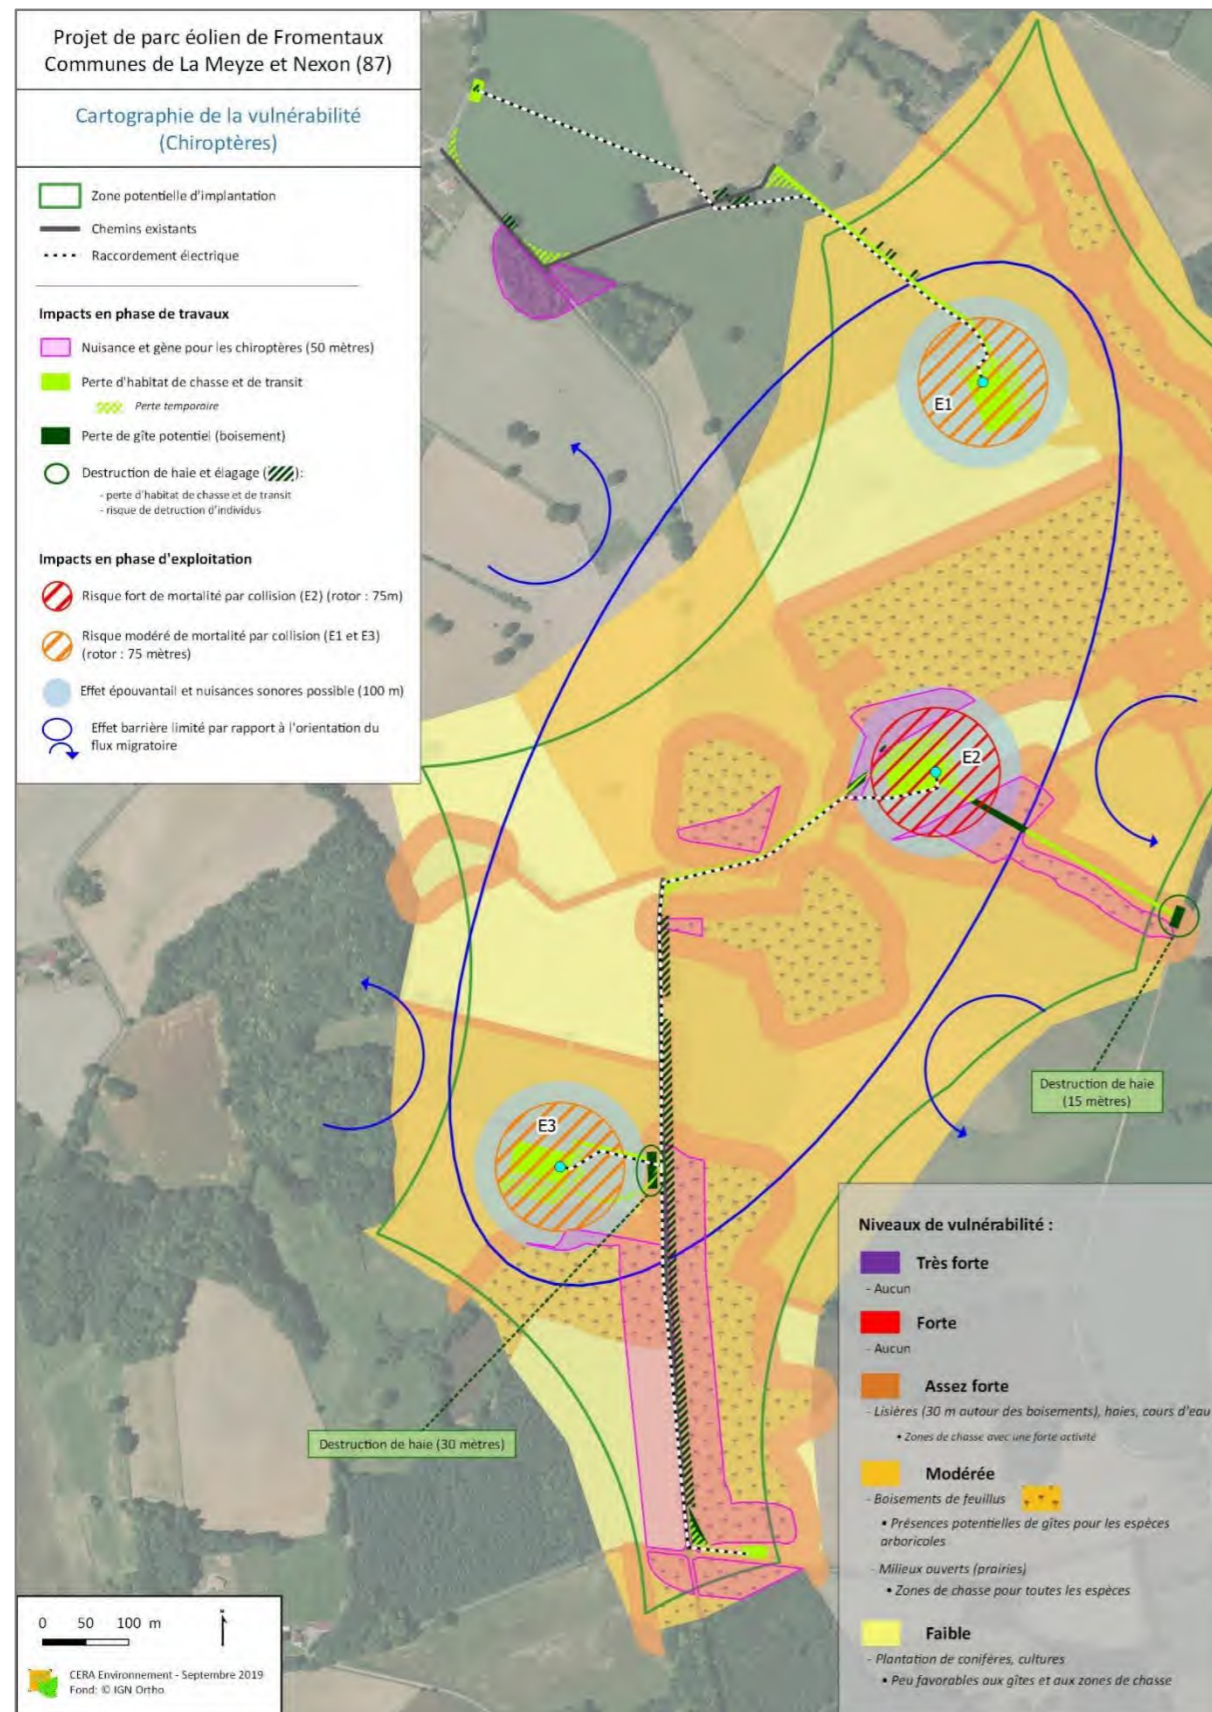 Projet de parc éolien de Fromentaux
Communes de La Meyze et Nexon (87)
Cartographie de la vulnérabilité
(Chiroptères)
Zone potentielle d'implantation
Chemins existants
Raccordement électrique
Impacts en phase de travaux
Nuisance et gène pour les chiroptères (50 mètres)
Perte d'habitat de chasse et de transit
Perte temporaire
Perte de gîte potentiel (boisement)
Destruction de haie et élagage ( ):
- perte d'habitat de chasse et de transit
- risque de detruction d'individus
Impacts en phase d'exploitation
Risque fort de mortalité par collision (E2) (rotor : 75m)
Risque modéré de mortalité par collision (E1 et E3)
(rotor : 75 mètres)
Effet épouvantail et nuisances sonores possible (100 m)
Effet barrière limité par rapport à l'orientation du
flux migratoire
E1
E2
E3
Destruction de haie
(15 mètres)
Destruction de haie (30 mètres)
Niveaux de vulnérabilité :
Très forte
- Aucun
Forte
- Aucun
Assez forte
- Lisières (30 m autour des boisements), haies, cours d'eau
• Zones de chasse avec une forte activité
Modérée
- Boisements de feuillus
• Présences potentielles de gîtes pour les espèces
arboricales
- Milieux ouverts (prairies)
• Zones de chasse pour toutes les espèces
Faible
- Plantation de conifères, cultures
• Peu favorables aux gîtes et aux zones de chasse
0 50 100 m
CERA Environnement - Septembre 2019
Fond: © IGN Ortho